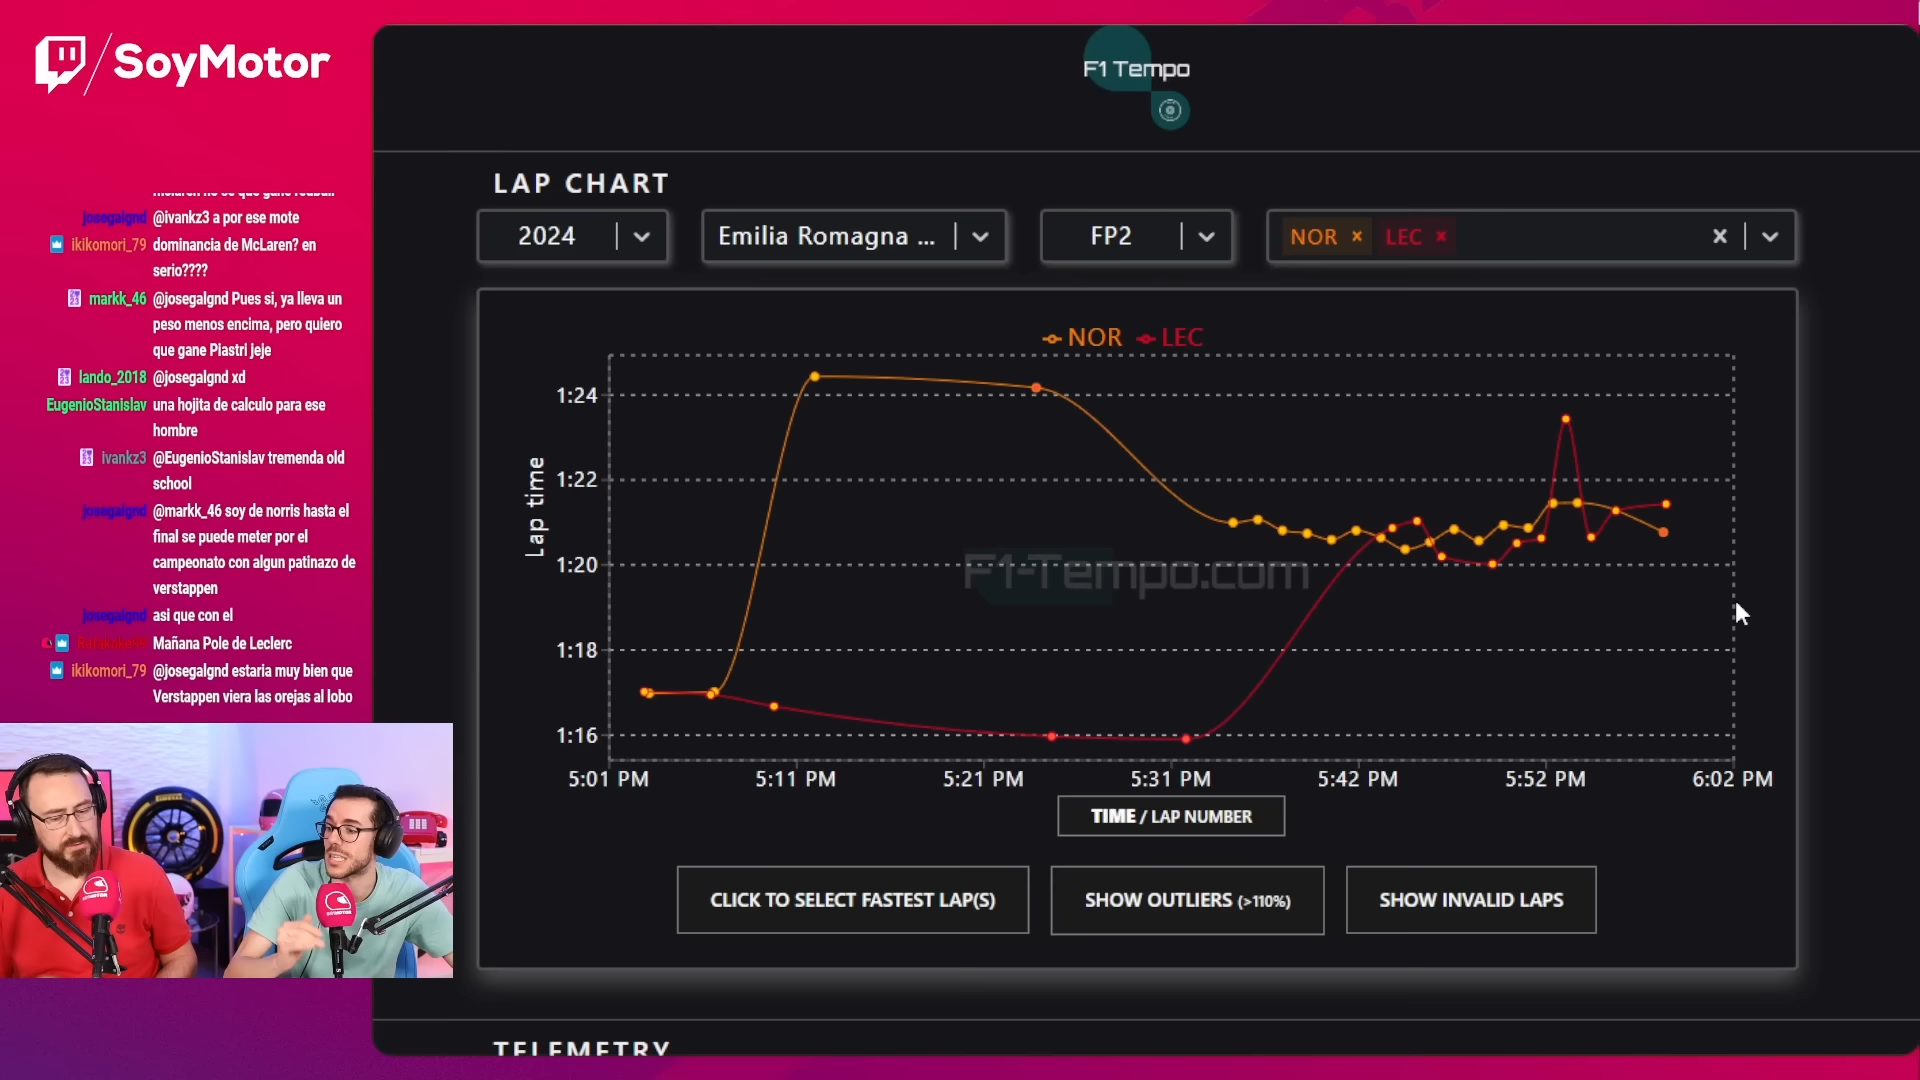 SoyMotor
josegalgnd @ivankz3 a por ese mote
ikikomori_79 dominancia de McLaren? en
serio????
markk_46 @josegalgnd Pues si, ya lleva un
peso menos encima, pero quiero
que gane Piastri jeje
lando_2018 @josegalgnd xd
EugenioStanislav una hojita de calculo para ese
hombre
ivankz3 @EugenioStanislav tremenda old
school
josegalgnd @markk_46 soy de norris hasta el
final se puede meter por el
campeonato con algun patinazo de
verstappen
josegalgnd asi que con el
Mañana Pole de Leclerc
ikikomori_79 @josegalgnd estaria muy bien que
Verstappen viera las orejas al lobo
F1 Tempo
LAP CHART
2024
Emilia Romagna ...
FP2
NOR × LEC ×
NOR LEC
Lap time
1:24
1:22
1:20
1:18
1:16
F1-Tempo.com
5:01 PM 5:11 PM 5:21 PM 5:31 PM 5:42 PM 5:52 PM 6:02 PM
TIME / LAP NUMBER
CLICK TO SELECT FASTEST LAP(S)
SHOW OUTLIERS (>110%)
SHOW INVALID LAPS
TELEMETRY